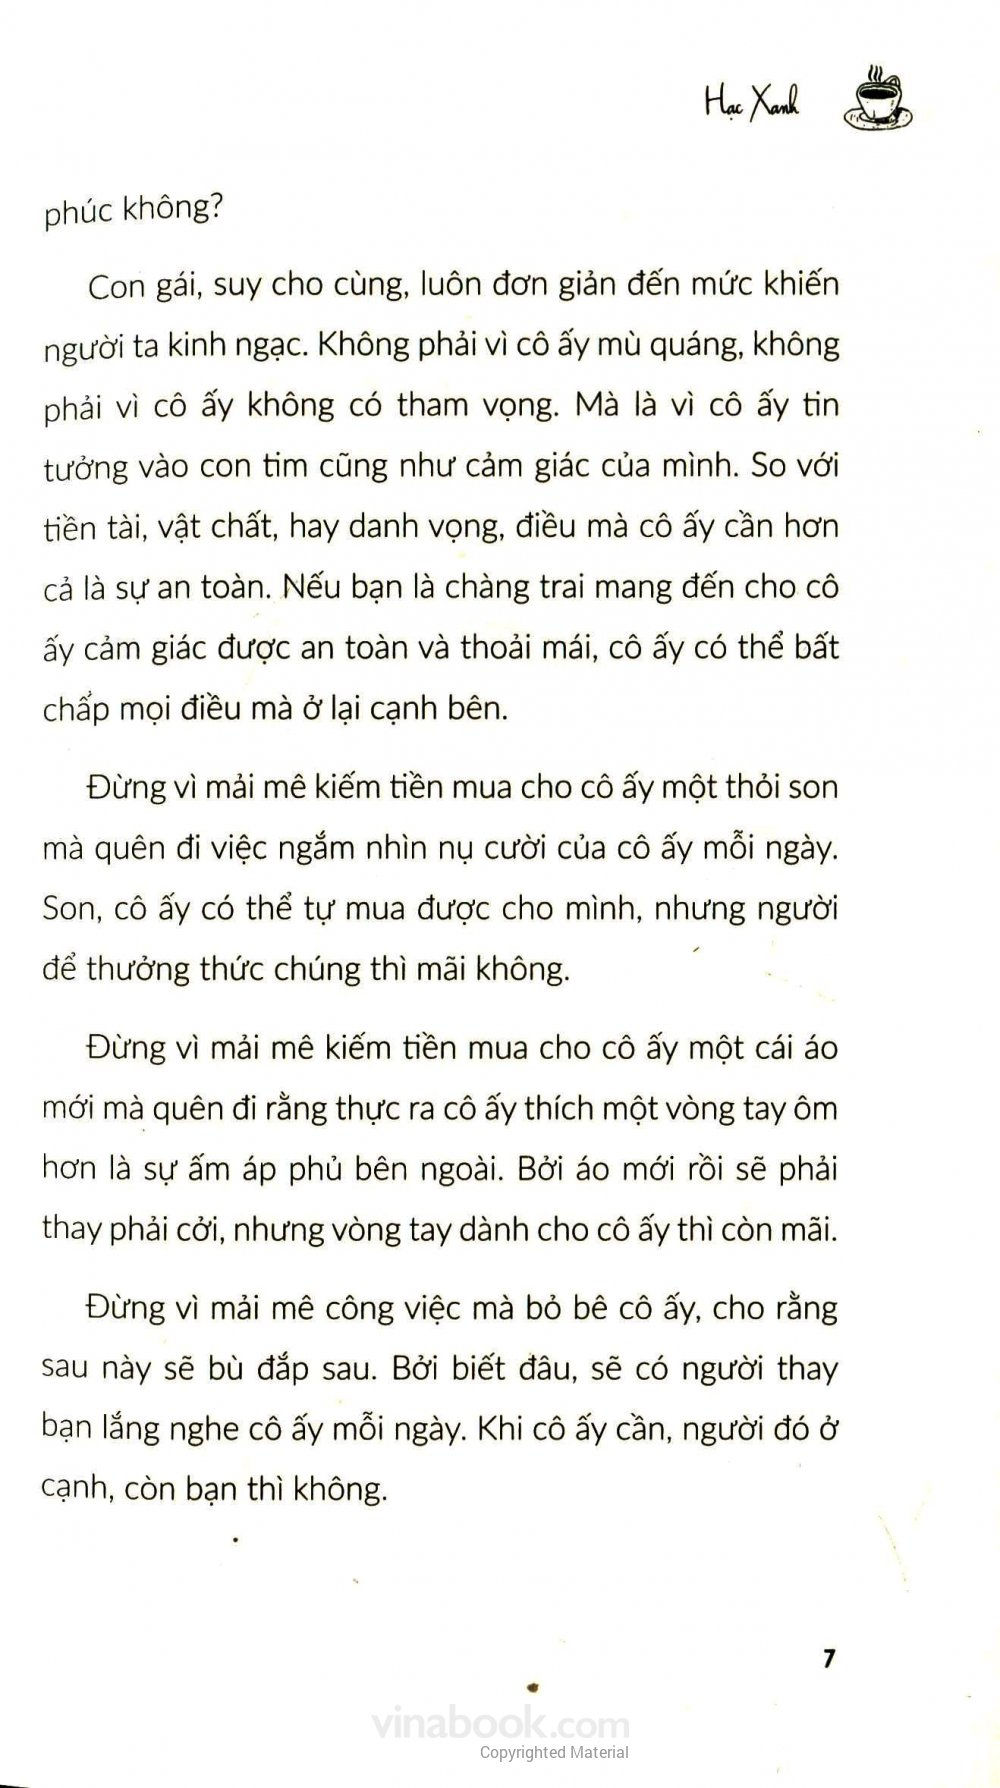 Hạc Xanh
phúc không?
Con gái, suy cho cùng, luôn đơn giản đến mức khiến
người ta kinh ngạc. Không phải vì cô ấy mù quáng, không
phải vì cô ấy không có tham vọng. Mà là vì cô ấy tin
tưởng vào con tim cũng như cảm giác của mình. So với
tiền tài, vật chất, hay danh vọng, điều mà cô ấy cần hơn
cả là sự an toàn. Nếu bạn là chàng trai mang đến cho cô
ấy cảm giác được an toàn và thoải mái, cô ấy có thể bất
chấp mọi điều mà ở lại cạnh bên.
Đừng vì mải mê kiếm tiền mua cho cô ấy một thỏi son
mà quên đi việc ngắm nhìn nụ cười của cô ấy mỗi ngày.
Son, cô ấy có thể tự mua được cho mình, nhưng người
để thưởng thức chúng thì mãi không.
Đừng vì mải mê kiếm tiền mua cho cô ấy một cái áo
mới mà quên đi rằng thực ra cô ấy thích một vòng tay ôm
hơn là sự ấm áp phủ bên ngoài. Bởi áo mới rồi sẽ phải
thay phải cởi, nhưng vòng tay dành cho cô ấy thì còn mãi.
Đừng vì mải mê công việc mà bỏ bê cô ấy, cho rằng
sau này sẽ bù đắp sau. Bởi biết đâu, sẽ có người thay
bạn lắng nghe cô ấy mỗi ngày. Khi cô ấy cần, người đó ở
cạnh, còn bạn thì không.
7
vinabook.com
Copyrighted Material